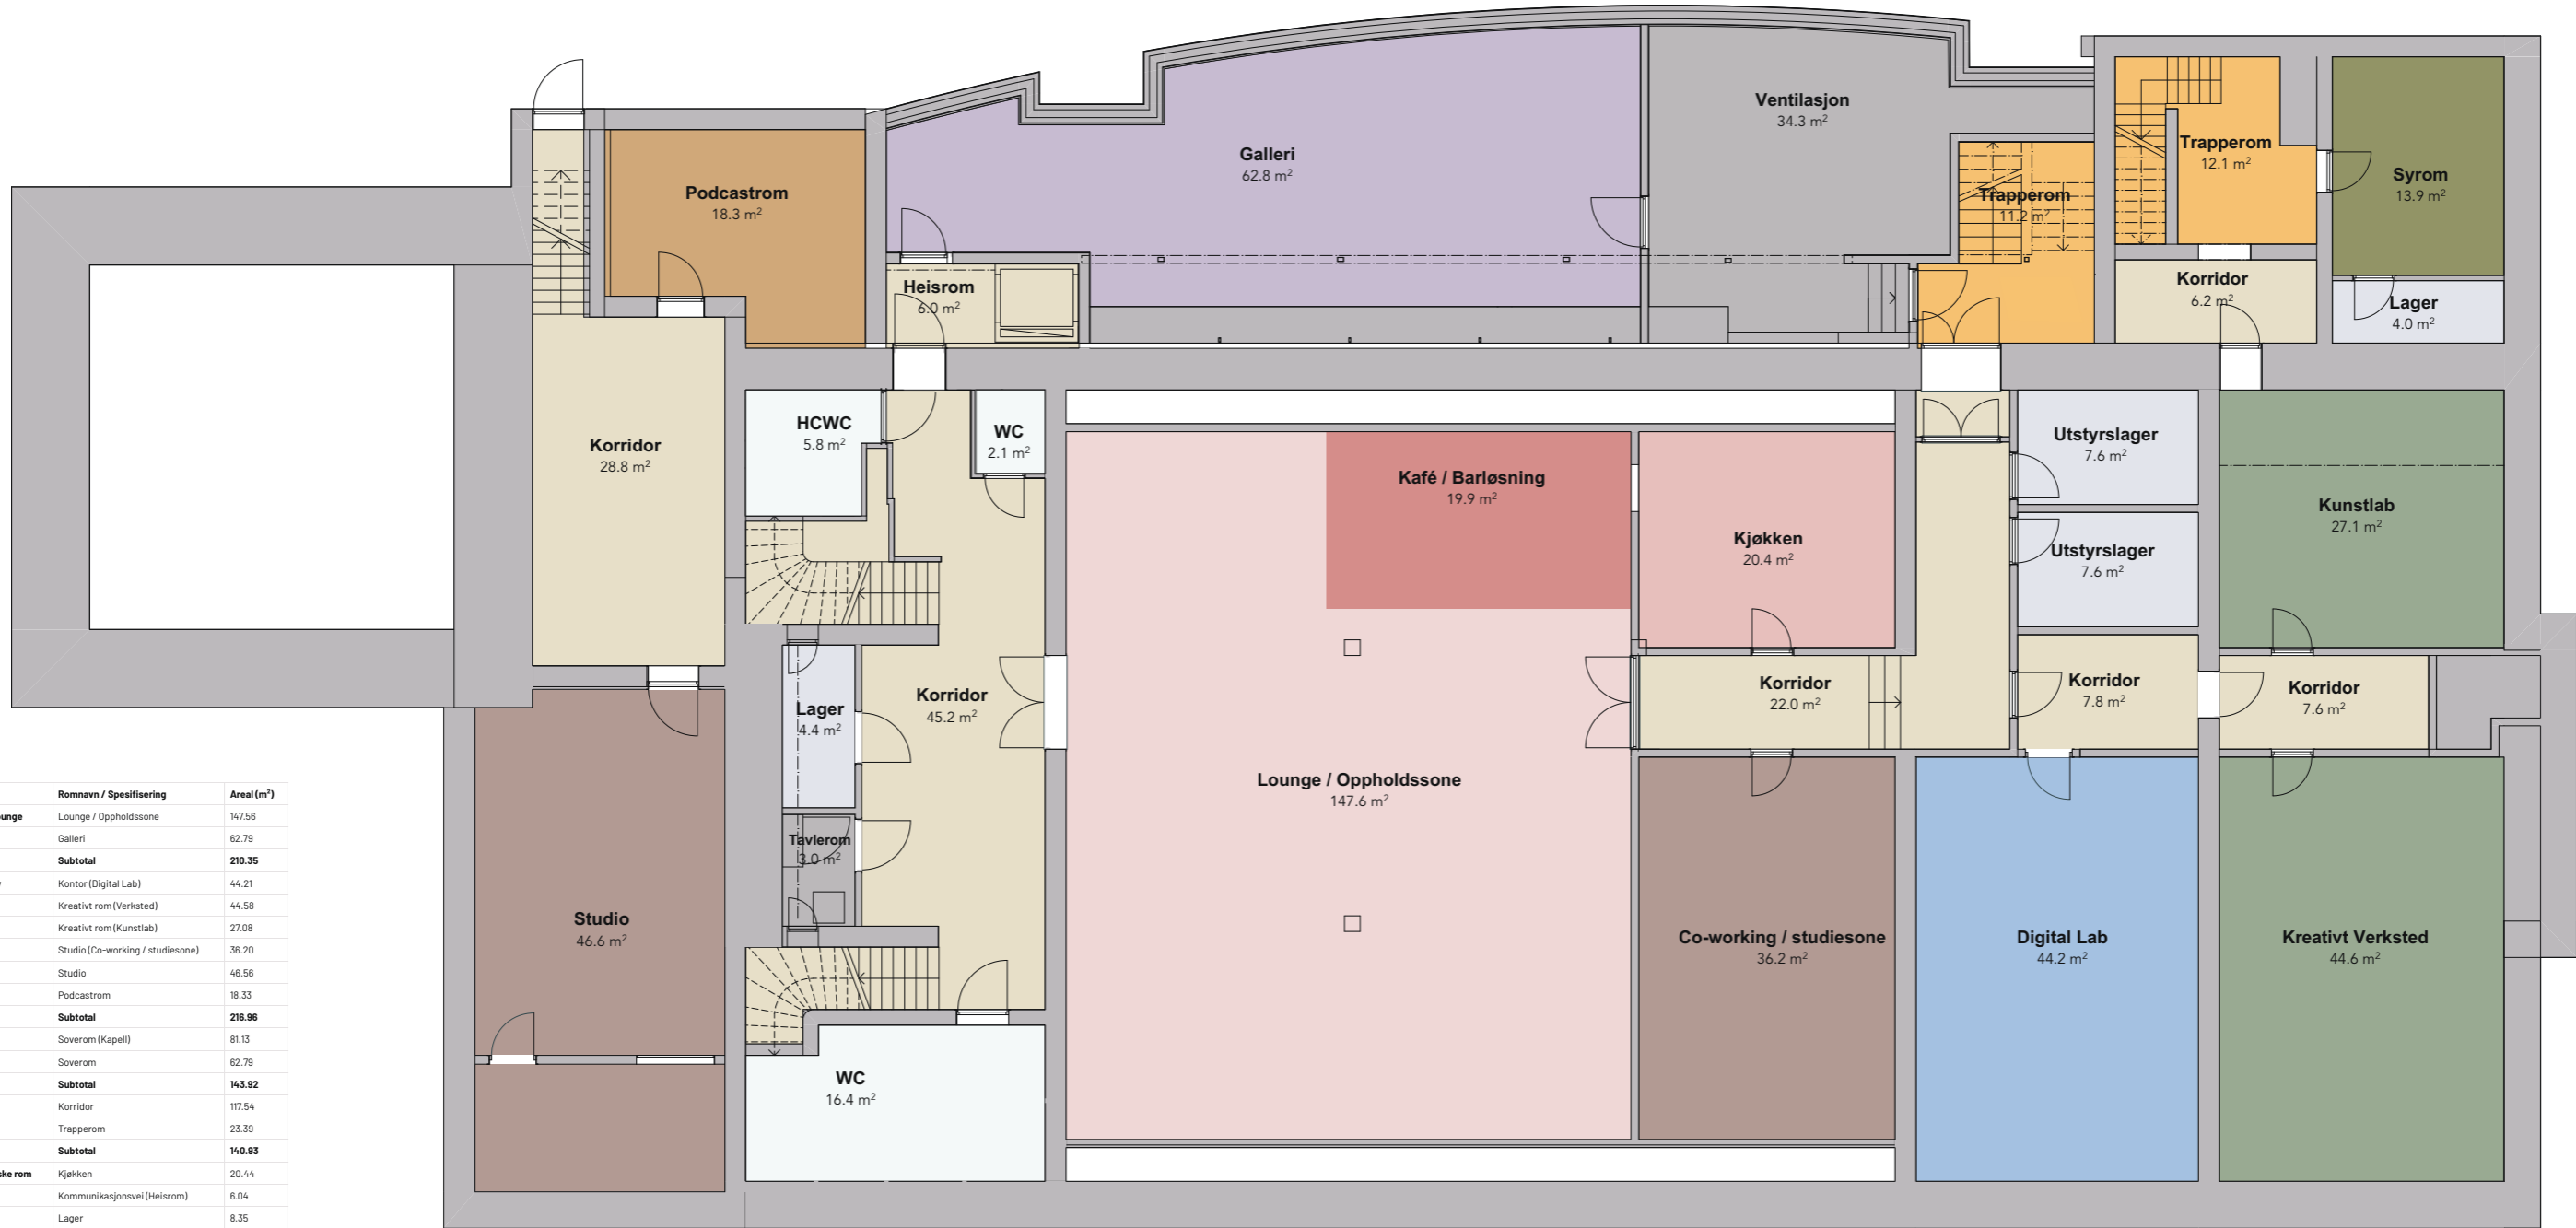 Podcastrom
18.3 m²
Galleri
62.8 m²
Ventilasjon
34.3 m²
Trapperom
11.2 m²
Trapperom
12.1 m²
Syrom
13.9 m²
Heisrom
6.0 m²
Korridor
6.2 m²
Lager
4.0 m²
Korridor
28.8 m²
HCWC
5.8 m²
WC
2.1 m²
Kafé / Barløsning
19.9 m²
Kjøkken
20.4 m²
Utstyrslager
7.6 m²
Utstyrslager
7.6 m²
Kunstlab
27.1 m²
Lager
4.4 m²
Korridor
45.2 m²
Korridor
22.0 m²
Korridor
7.8 m²
Korridor
7.6 m²
Lounge / Oppholdssone
147.6 m²
Tavlerom
3.0 m²
Studio
46.6 m²
Co-working / studiesone
36.2 m²
Digital Lab
44.2 m²
Kreativt Verksted
44.6 m²
WC
16.4 m²
Romnavn / Spesifisering Areal (m²)
Lounge / Oppholdssone 147.56
Galleri 62.79
Subtotal 210.35
Kontor (Digital Lab) 44.21
Kreativt rom (Verksted) 44.58
Kreativt rom (Kunstlab) 27.08
Studio (Co-working / studiesone) 36.20
Studio 46.56
Podcastrom 18.33
Subtotal 216.96
Soverom (Kapell) 81.13
Soverom 62.79
Subtotal 143.92
Korridor 117.54
Trapperom 23.39
Subtotal 140.93
ske rom Kjøkken 20.44
Kommunikasjonsvei (Heisrom) 6.04
Lager 8.35